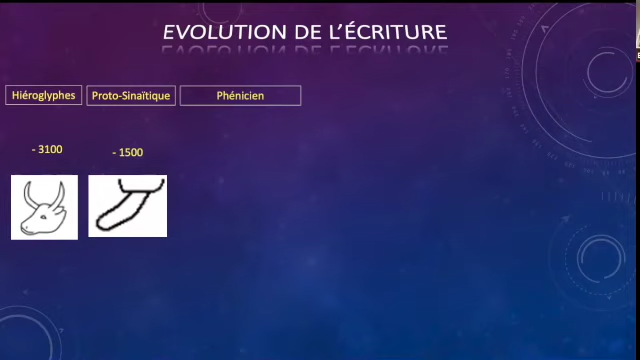 EVOLUTION DE L'ÉCRITURE
Hiéroglyphes
Proto-Sinaïtique
Phénicien
- 3100
- 1500